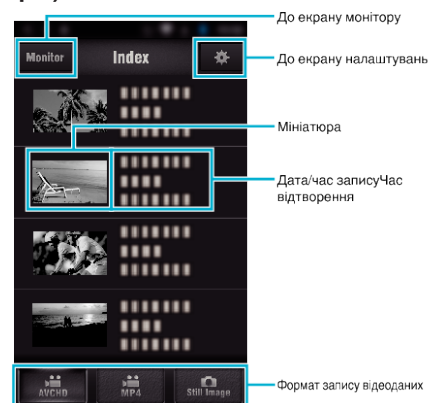 До екрану монітору
Monitor
Index
До екрану налаштувань
Мініатюра
Дата/час записуЧас
відтворення
AVCHD
MP4
Still Image
Формат запису відеоданих